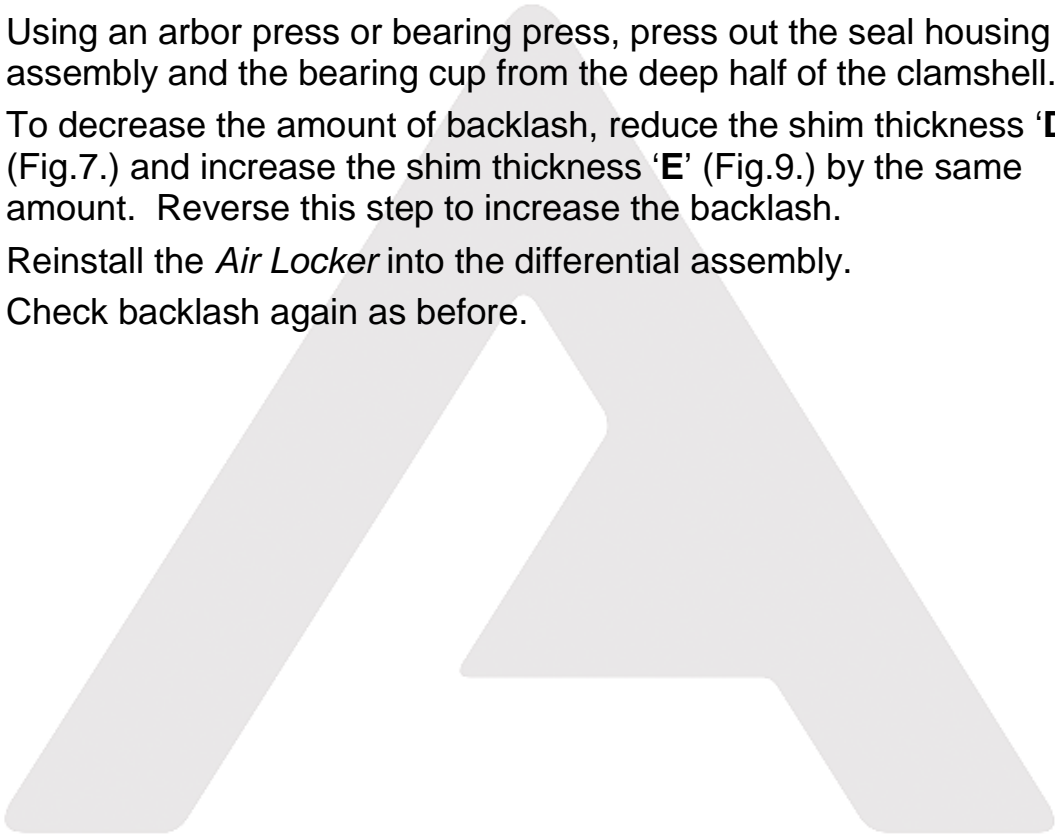 Using an arbor press or bearing press, press out the seal housing
assembly and the bearing cup from the deep half of the clamshell.
To decrease the amount of backlash, reduce the shim thickness ‘D
(Fig.7.) and increase the shim thickness ‘E’ (Fig.9.) by the same
amount.  Reverse this step to increase the backlash.
Reinstall the Air Locker into the differential assembly.
Check backlash again as before.